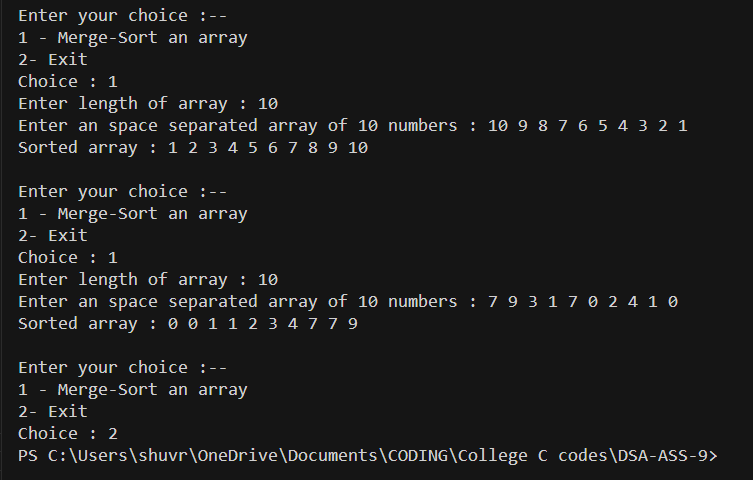 Enter your choice :--
1 - Merge-Sort an array
2- Exit
Choice : 1
Enter length of array : 10
Enter an space separated array of 10 numbers : 10 9 8 7 6 5 4 3 2 1
Sorted array : 1 2 3 4 5 6 7 8 9 10
Enter your choice :--
1 - Merge-Sort an array
2- Exit
Choice : 1
Enter length of array : 10
Enter an space separated array of 10 numbers : 7 9 3 1 7 0 2 4 1 0
Sorted array : 0 0 1 1 2 3 4 7 7 9
Enter your choice :--
1 - Merge-Sort an array
2- Exit
Choice : 2
PS C:\Users\shuvr\OneDrive\Documents\CODING\College C codes\DSA-ASS-9>